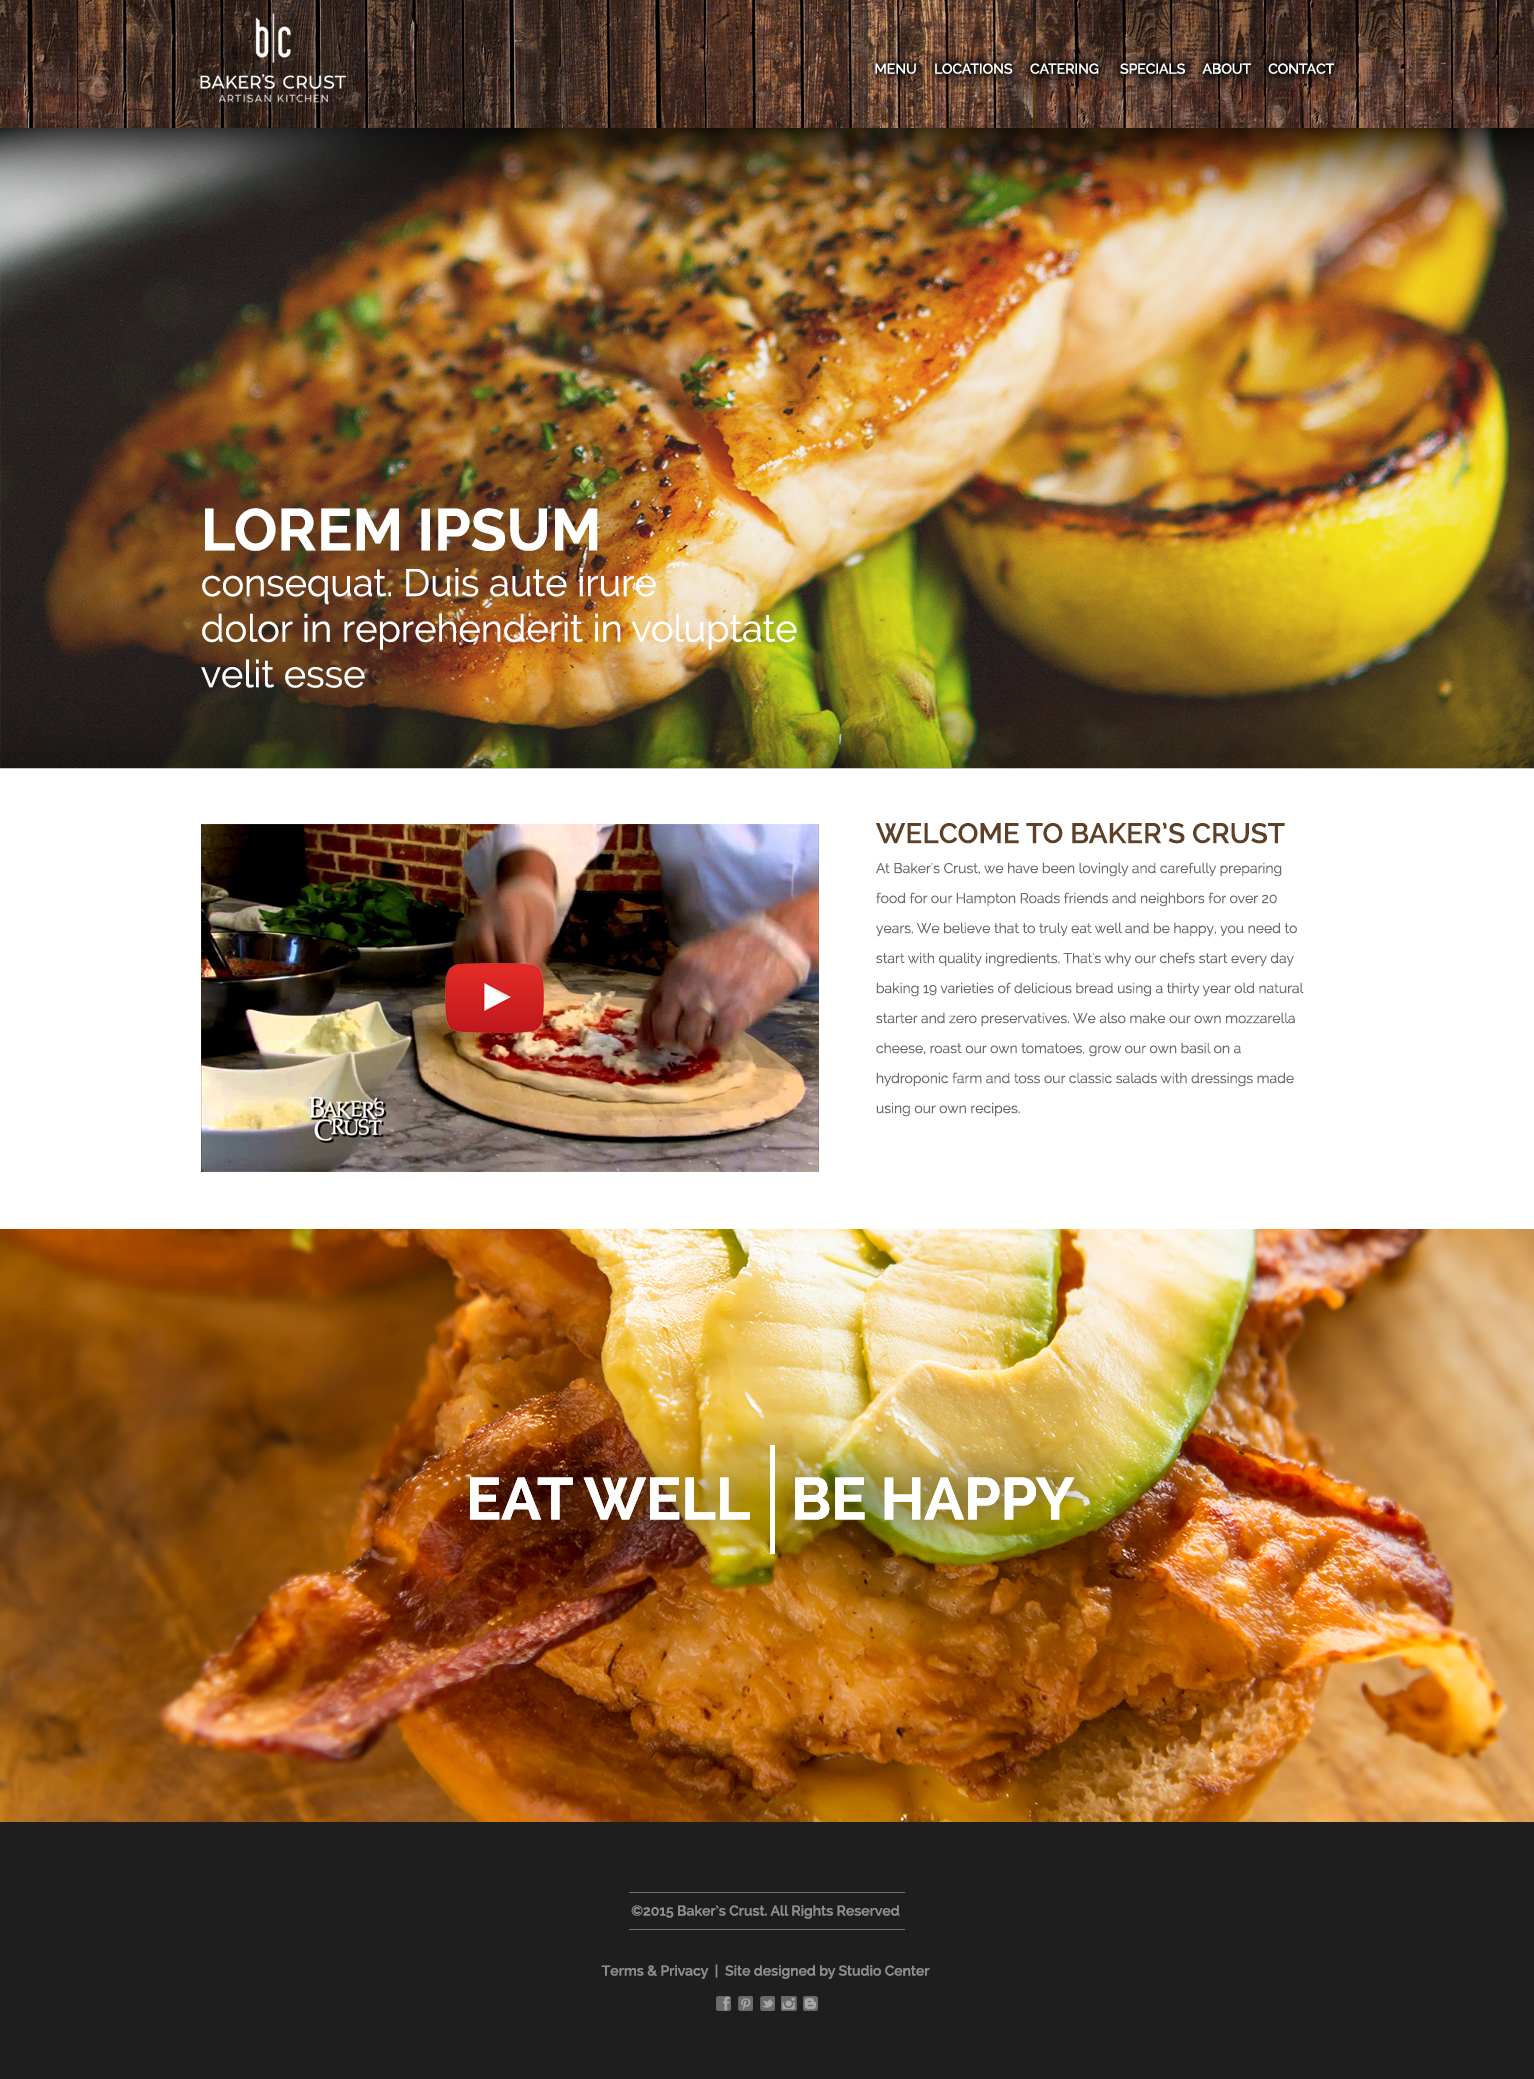 b|c
BAKER'S CRUST
ARTISAN KITCHEN
MENU LOCATIONS CATERING SPECIALS ABOUT CONTACT
LOREM IPSUM
consequat. Duis aute irure
dolor in reprehenderit in voluptate
velit esse
BAKER'S
CRUST
WELCOME TO BAKER'S CRUST
At Baker's Crust, we have been lovingly and carefully preparing
food for our Hampton Roads friends and neighbors for over 20
years. We believe that to truly eat well and be happy, you need to
start with quality ingredients. That's why our chefs start every day
baking 19 varieties of delicious bread using a thirty year old natural
starter and zero preservatives. We also make our own mozzarella
cheese, roast our own tomatoes, grow our own basil on a
hydroponic farm and toss our classic salads with dressings made
using our own recipes.
EAT WELL | BE HAPPY
©2015 Baker's Crust. All Rights Reserved
Terms & Privacy | Site designed by Studio Center